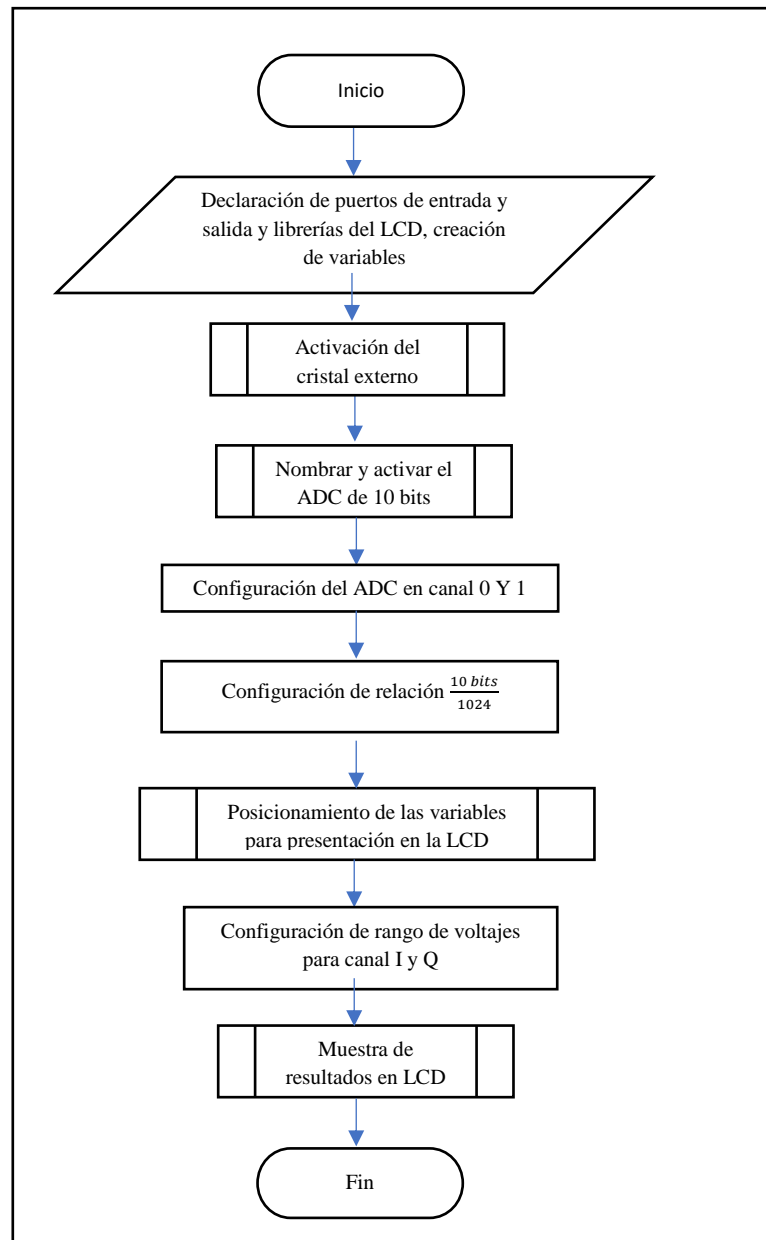 Inicio
Declaración de puertos de entrada y
salida y librerías del LCD, creación
de variables
Activación del
cristal externo
Nombrar y activar el
ADC de 10 bits
Configuración del ADC en canal 0 Y 1
Configuración de relación 10 bits/1024
Posicionamiento de las variables
para presentación en la LCD
Configuración de rango de voltajes
para canal I y Q
Muestra de
resultados en LCD
Fin